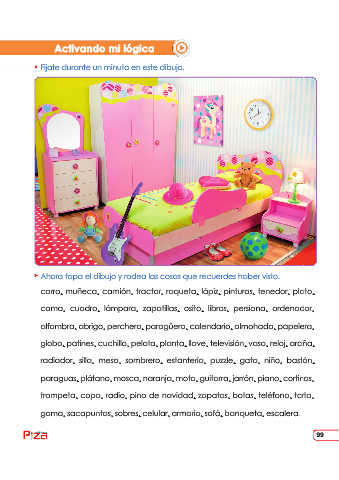 Activando mi lógica
Fíjate durante un minuto en este dibujo.
Ahora tapa el dibujo y rodea las cosas que recuerdes haber visto.
carro, muñeca, camión, tractor, raqueta, lápiz, pinturas, tenedor, plato,
cama, cuadro, lámpara, zapatillas, osito, libros, persiana, ordenador,
alfombra, abrigo, perchero, paragüero, calendario, almohada, papelera,
globo, patines, cuchilla, pelota, planta, llave, televisión, vaso, reloj, araña,
radiador, silla, mesa, sombrero, estantería, puzzle, gato, niño, bastón,
paraguas, plátano, mosca, naranja, moto, guitarra, jarrón, piano, cortinas,
trompeta, copa, radio, pino de navidad, zapatos, botas, teléfono, tarta,
goma, sacapuntas, sobres, celular, armario, sofá, banqueta, escalera.
99